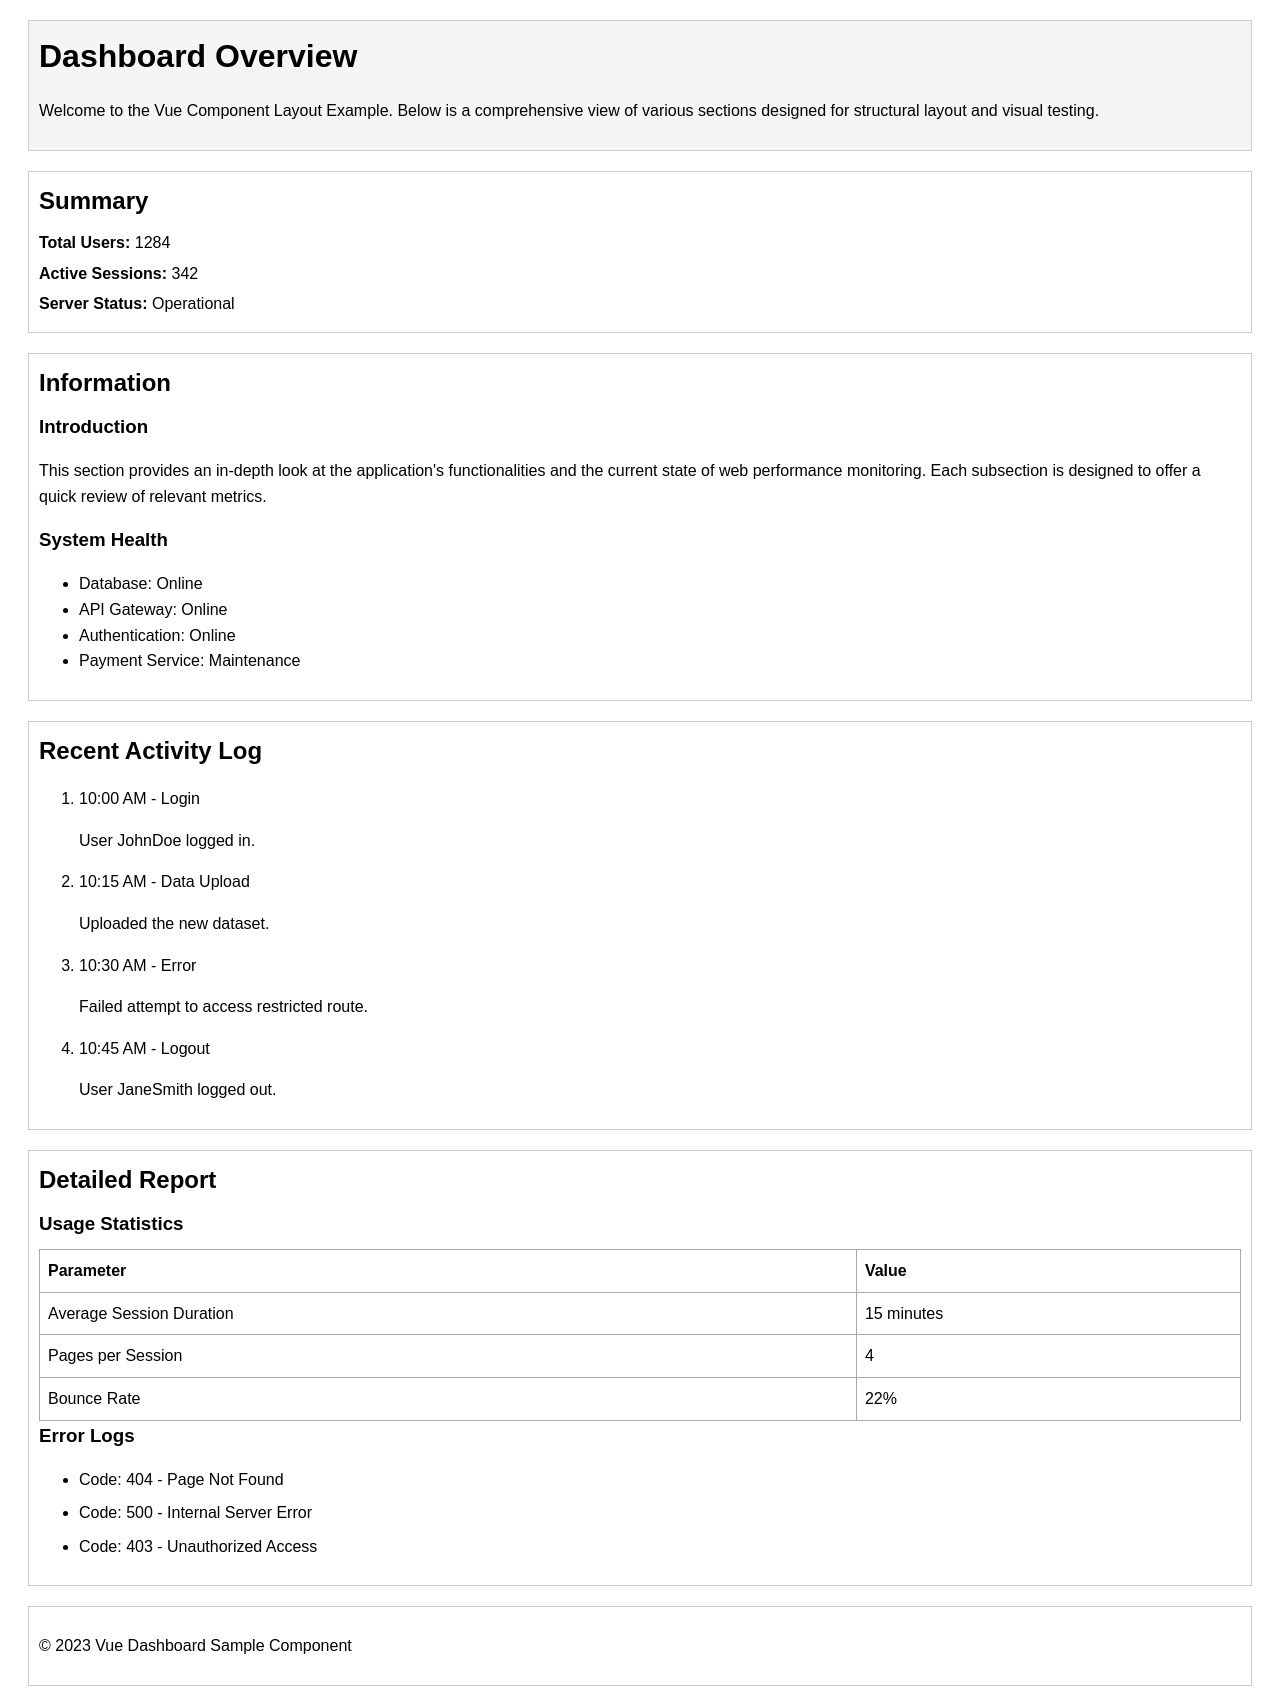 Dashboard Overview
Welcome to the Vue Component Layout Example. Below is a comprehensive view of various sections designed for structural layout and visual testing.
Summary
Total Users: 1284
Active Sessions: 342
Server Status: Operational
Information
Introduction
This section provides an in-depth look at the application's functionalities and the current state of web performance monitoring. Each subsection is designed to offer a
quick review of relevant metrics.
System Health
• Database: Online
• API Gateway: Online
• Authentication: Online
• Payment Service: Maintenance
Recent Activity Log
1. 10:00 AM - Login
User JohnDoe logged in.
2. 10:15 AM - Data Upload
Uploaded the new dataset.
3. 10:30 AM - Error
Failed attempt to access restricted route.
4. 10:45 AM - Logout
User JaneSmith logged out.
Detailed Report
Usage Statistics
Parameter Value
Average Session Duration 15 minutes
Pages per Session 4
Bounce Rate 22%
Error Logs
• Code: 404 - Page Not Found
• Code: 500 - Internal Server Error
• Code: 403 - Unauthorized Access
© 2023 Vue Dashboard Sample Component